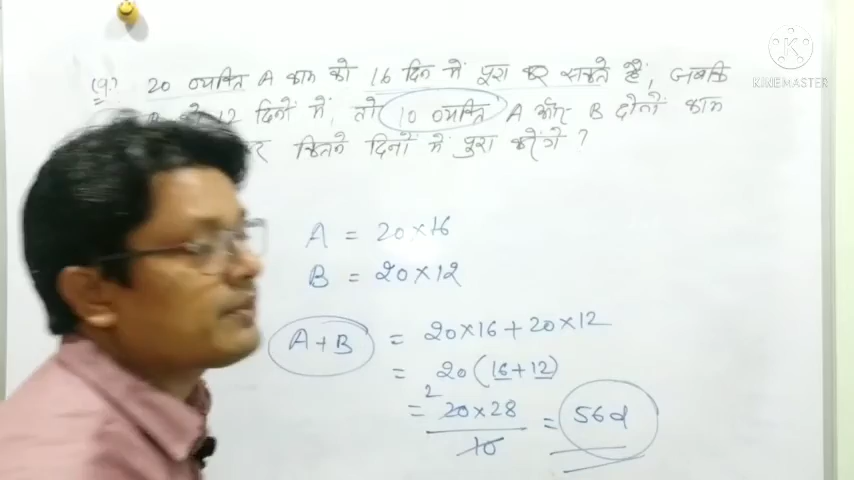 (Q.) 20 व्यक्ति A काम को 16 दिन में पूरा कर सकते हैं, जबकि
12 दिनों में, तो 10 व्यक्ति A और B दोनों काम
कितने दिनों में पूरा करेंगे ?
KINEMASTER
A = 20×16
B = 20×12
A+B = 20×16+20×12
= 20(16+12)
2
= 20×28 = 56d
10